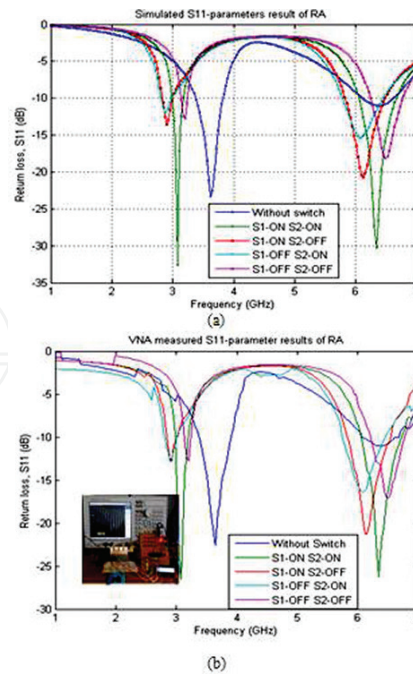 Simulated S11-parameters result of RA
0
-5
-10
-15
-20
-25
-30
-35
Return loss, S11 (dB)
Without switch
S1-ON S2-ON
S1-ON S2-OFF
S1-OFF S2-ON
S1-OFF S2-OFF
1 2 3 4 5 6
Frequency (GHz)
(a)
VNA measured S11-parameter results of RA
0
-5
-10
-15
-20
-25
-30
Return loss, S11 (dB)
Without Switch
S1-ON S2-ON
S1-ON S2-OFF
S1-OFF S2-ON
S1-OFF S2-OFF
1 2 3 4 5 6
Frequency (GHz)
(b)